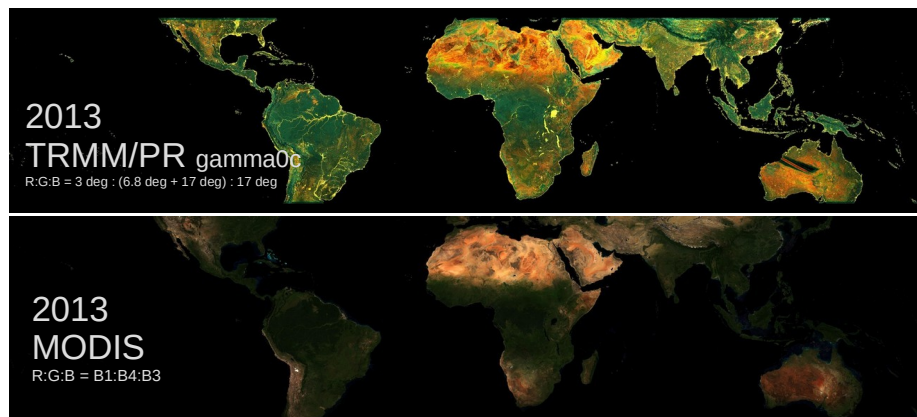 2013
TRMM/PR gamma0c
R:G:B = 3 deg : (6.8 deg + 17 deg) : 17 deg
2013
MODIS
R:G:B = B1:B4:B3